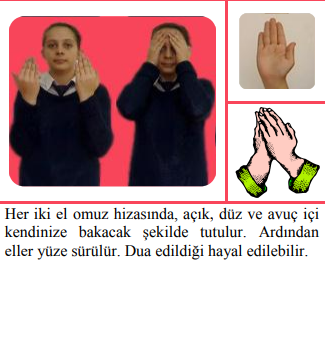 Her iki el omuz hizasında, açık, düz ve avuç içi
kendinize bakacak şekilde tutulur. Ardından
eller yüze sürülür. Dua edildiği hayal edilebilir.